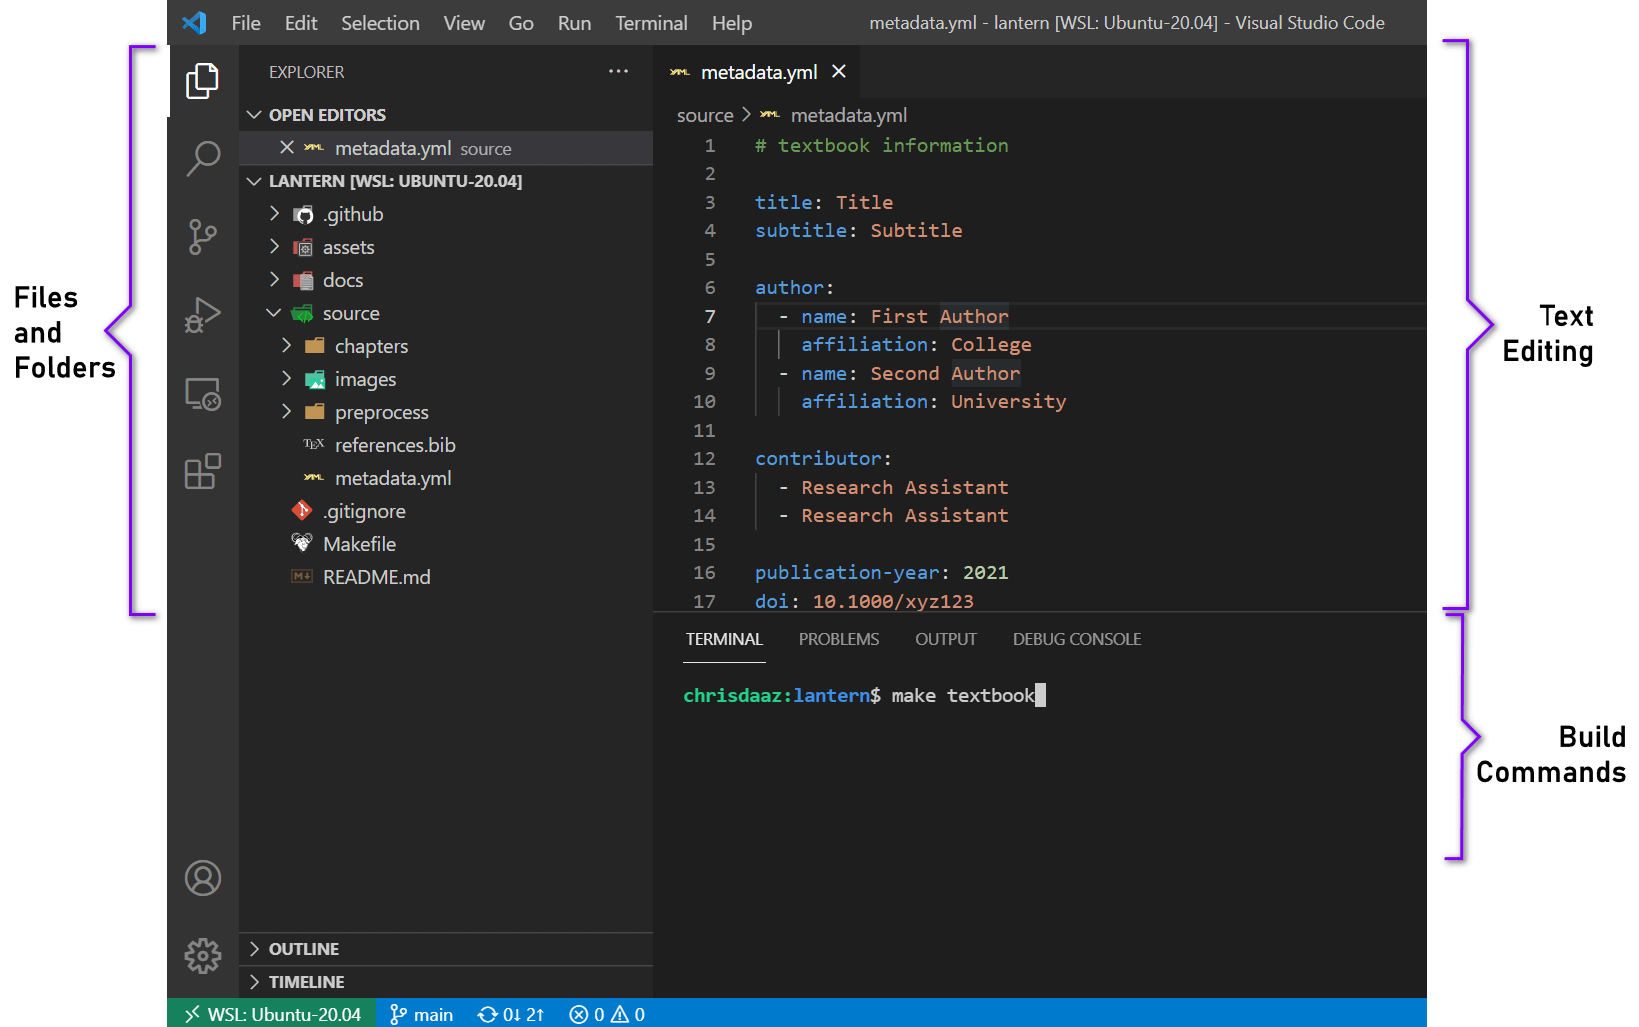 File Edit Selection View Go Run Terminal Help metadata.yml - lantern [WSL: Ubuntu-20.04] - Visual Studio Code
Files
and
Folders
EXPLORER ···
OPEN EDITORS
YAML metadata.yml source
LANTERN [WSL: UBUNTU-20.04]
.github
assets
docs
source
chapters
images
preprocess
TEX references.bib
YAML metadata.yml
.gitignore
Makefile
M README.md
OUTLINE
TIMELINE
YAML metadata.yml
source > YAML metadata.yml
1 # textbook information
2
3 title: Title
4 subtitle: Subtitle
5
6 author:
7 - name: First Author
8 affiliation: College
9 - name: Second Author
10 affiliation: University
11
12 contributor:
13 - Research Assistant
14 - Research Assistant
15
16 publication-year: 2021
17 doi: 10.1000/xyz123
Text
Editing
TERMINAL PROBLEMS OUTPUT DEBUG CONSOLE
chrisdaaz:lantern$ make textbook
Build
Commands
WSL: Ubuntu-20.04 main 0↓ 2↑ 0 0